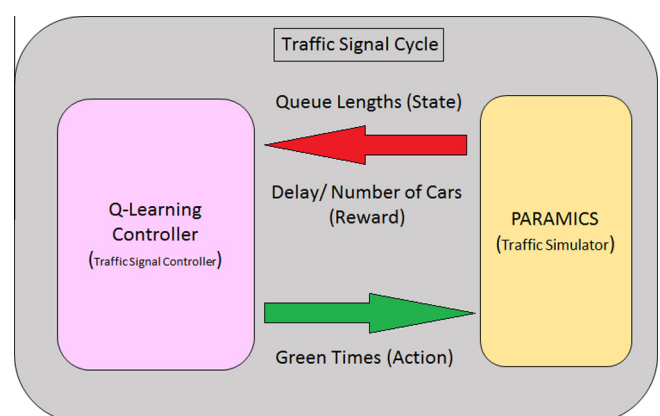 Traffic Signal Cycle
Queue Lengths (State)
Delay/ Number of Cars
(Reward)
Q-Learning
Controller
(Traffic Signal Controller)
PARAMICS
(Traffic Simulator)
Green Times (Action)